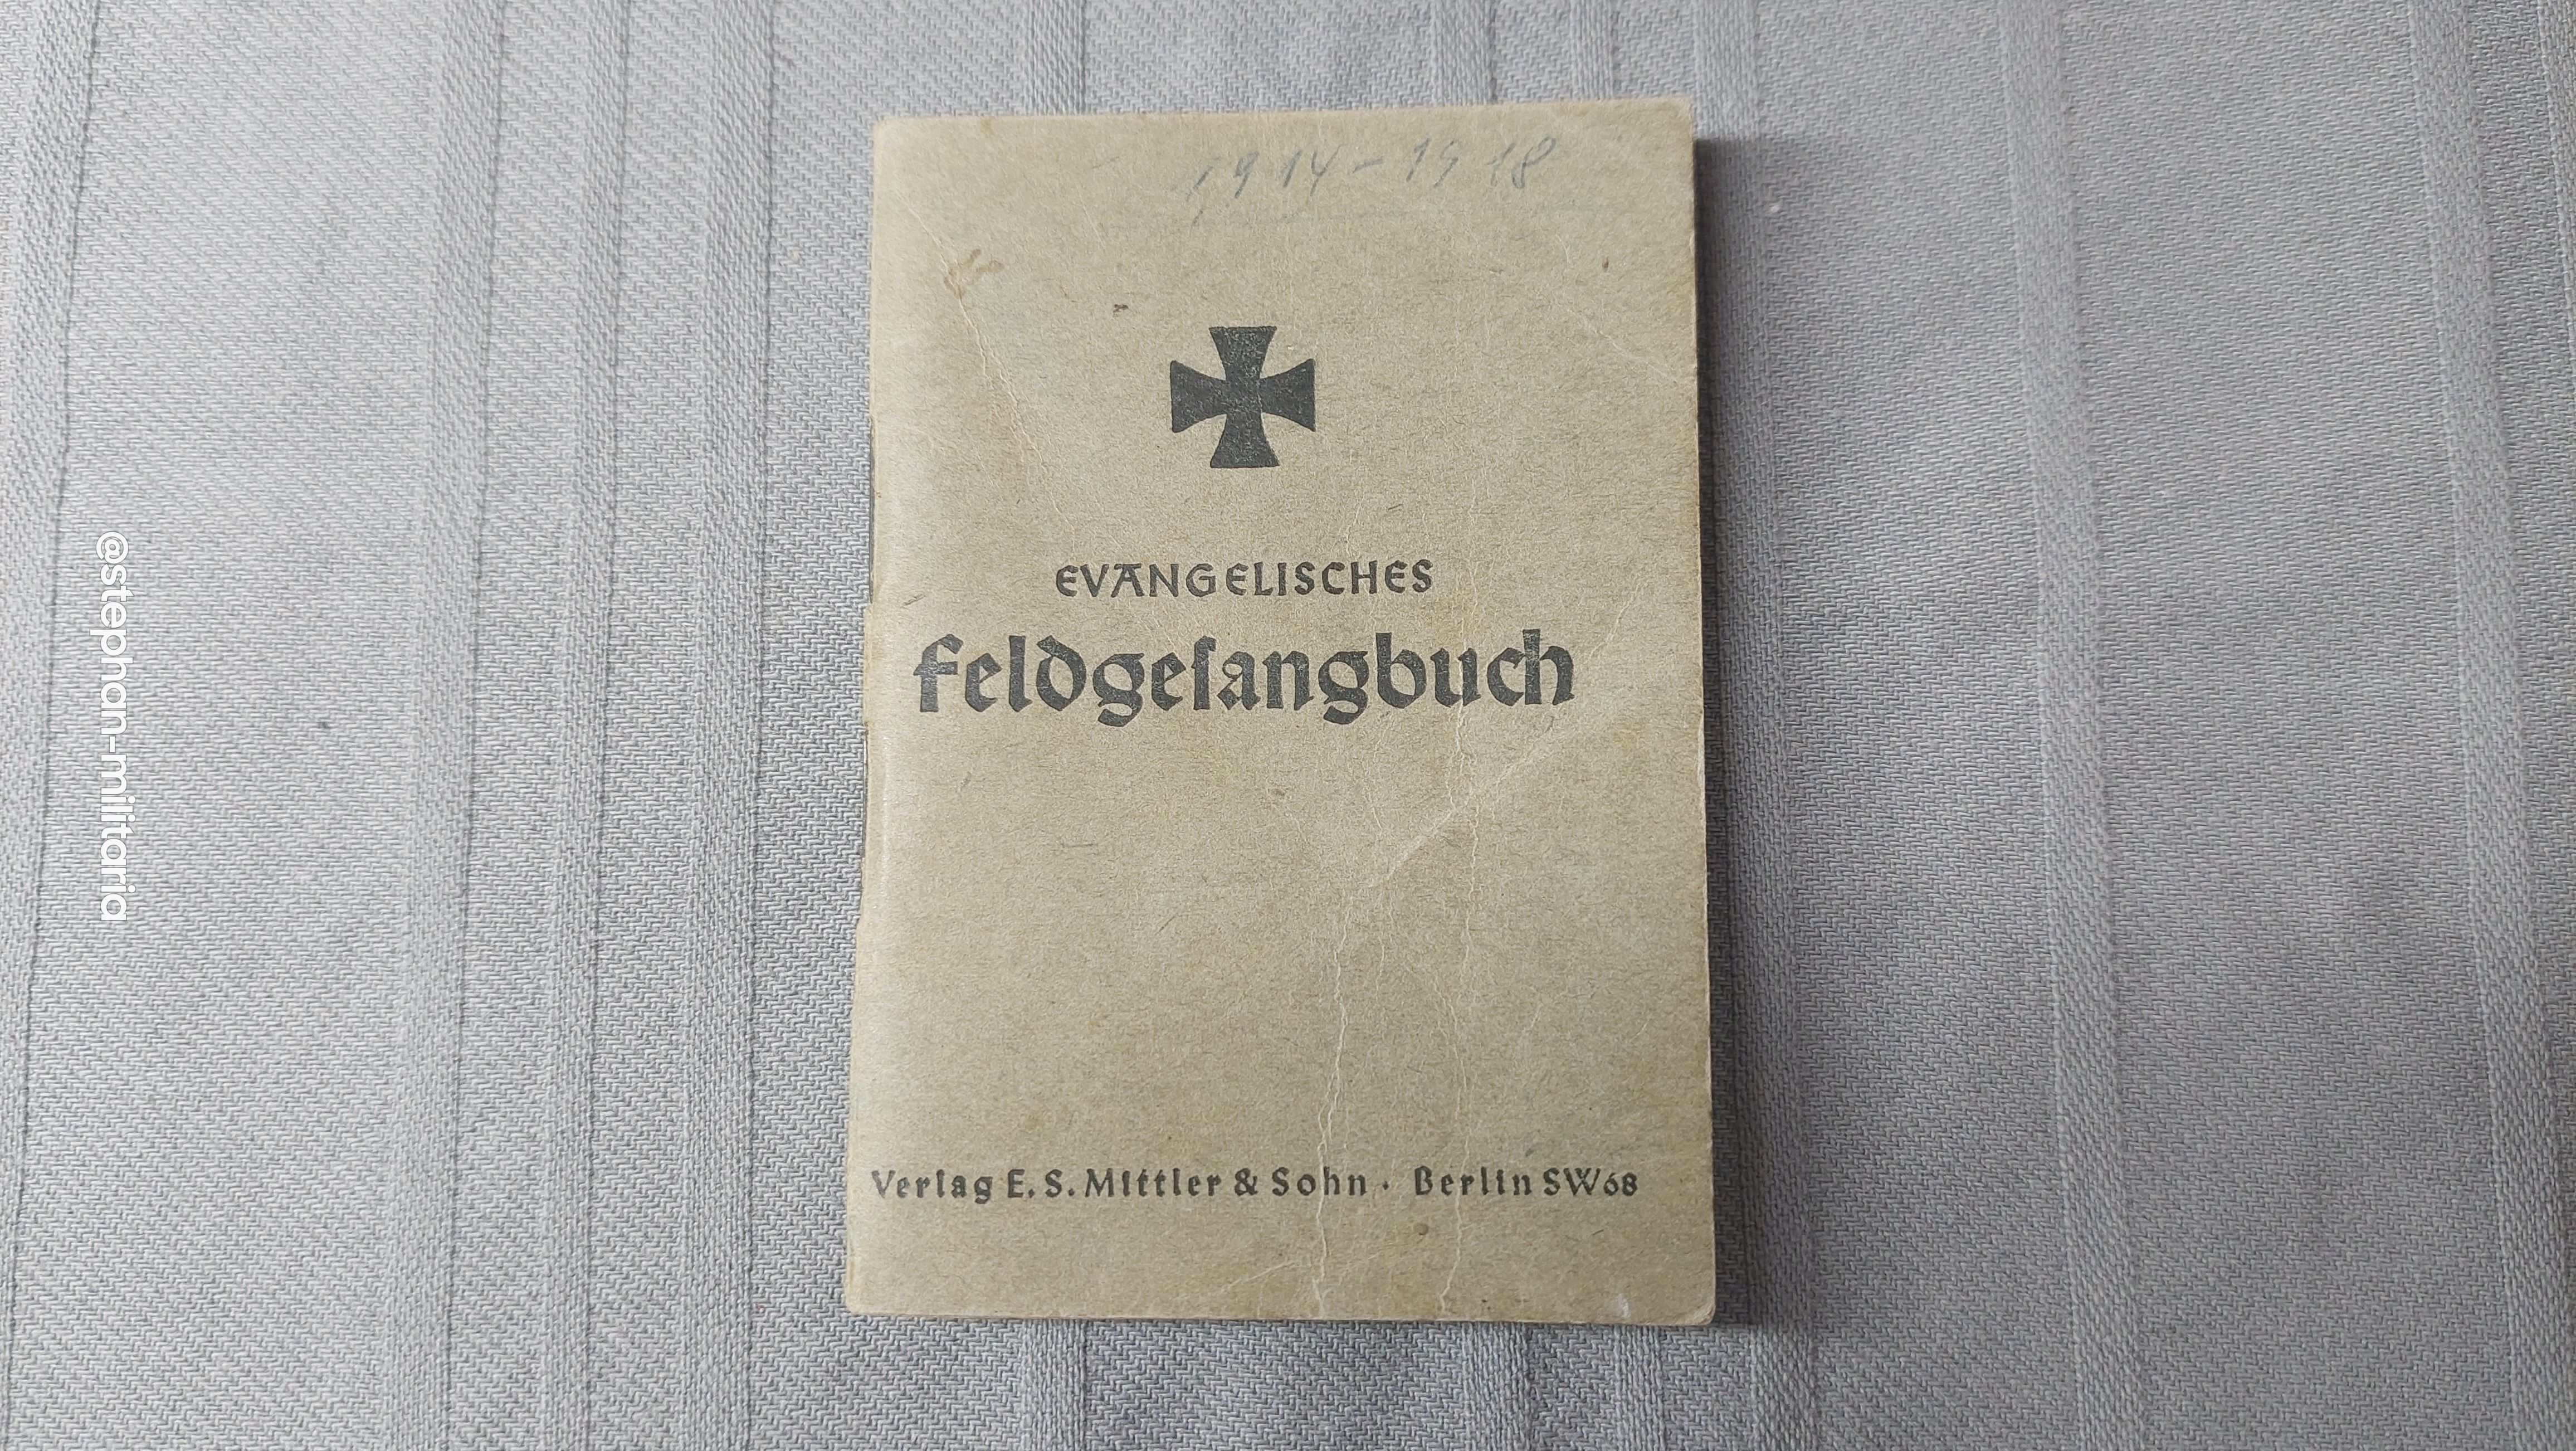 1914-1918
EVANGELISCHES
Feldgeſangbuch
Verlag E. S. Mittler & Sohn · Berlin SW68
@stephan-militaria